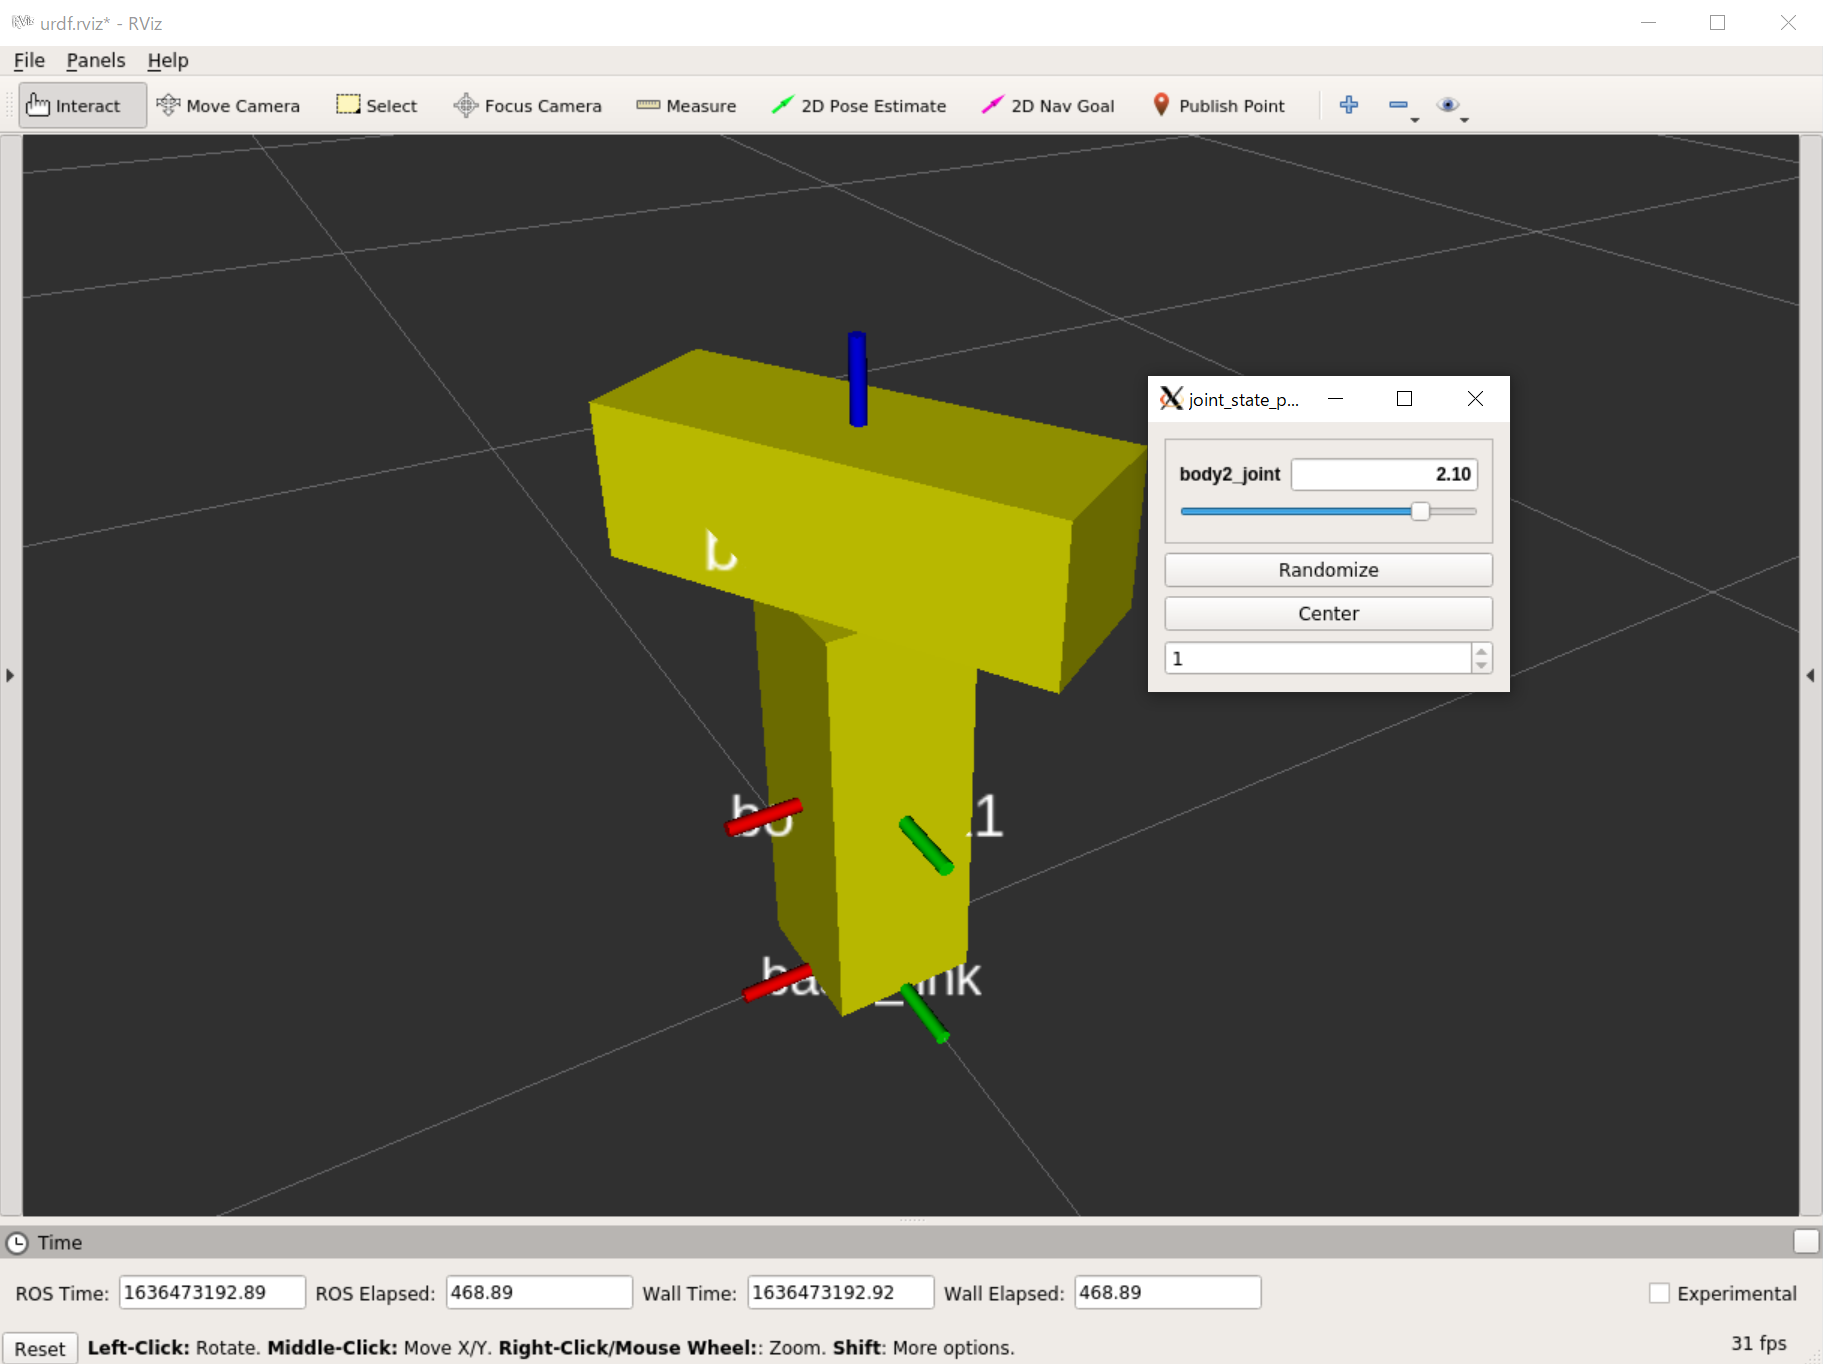 urdf.rviz* - RViz
File Panels Help
Interact Move Camera Select Focus Camera Measure 2D Pose Estimate 2D Nav Goal Publish Point
joint_state_p...
body2_joint 2.10
Randomize
Center
1
b
bo 1
ba _ink
Time
ROS Time: 1636473192.89 ROS Elapsed: 468.89 Wall Time: 1636473192.92 Wall Elapsed: 468.89 Experimental
Reset Left-Click: Rotate. Middle-Click: Move X/Y. Right-Click/Mouse Wheel:: Zoom. Shift: More options. 31 fps